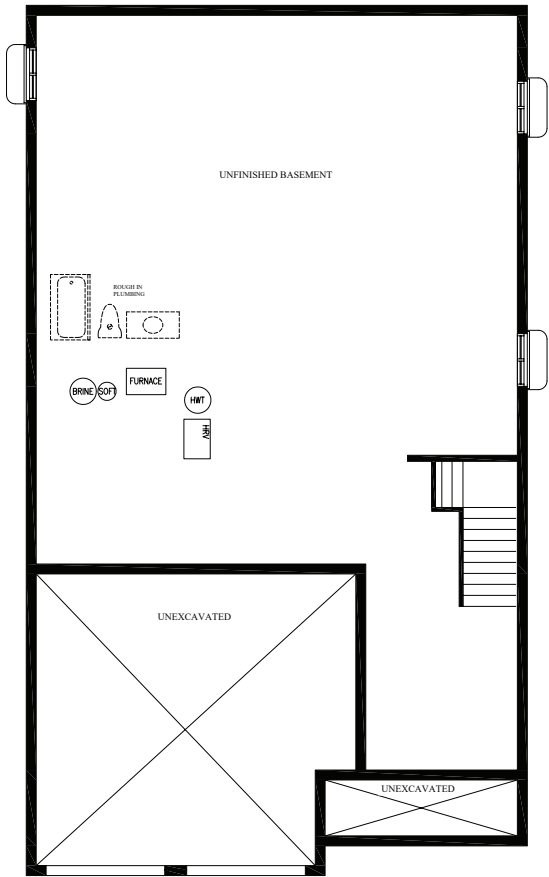 UNFINISHED BASEMENT
ROUGH IN
PLUMBING
FURNACE
BRINE
SOFT
HWT
HRV
UNEXCAVATED
UNEXCAVATED